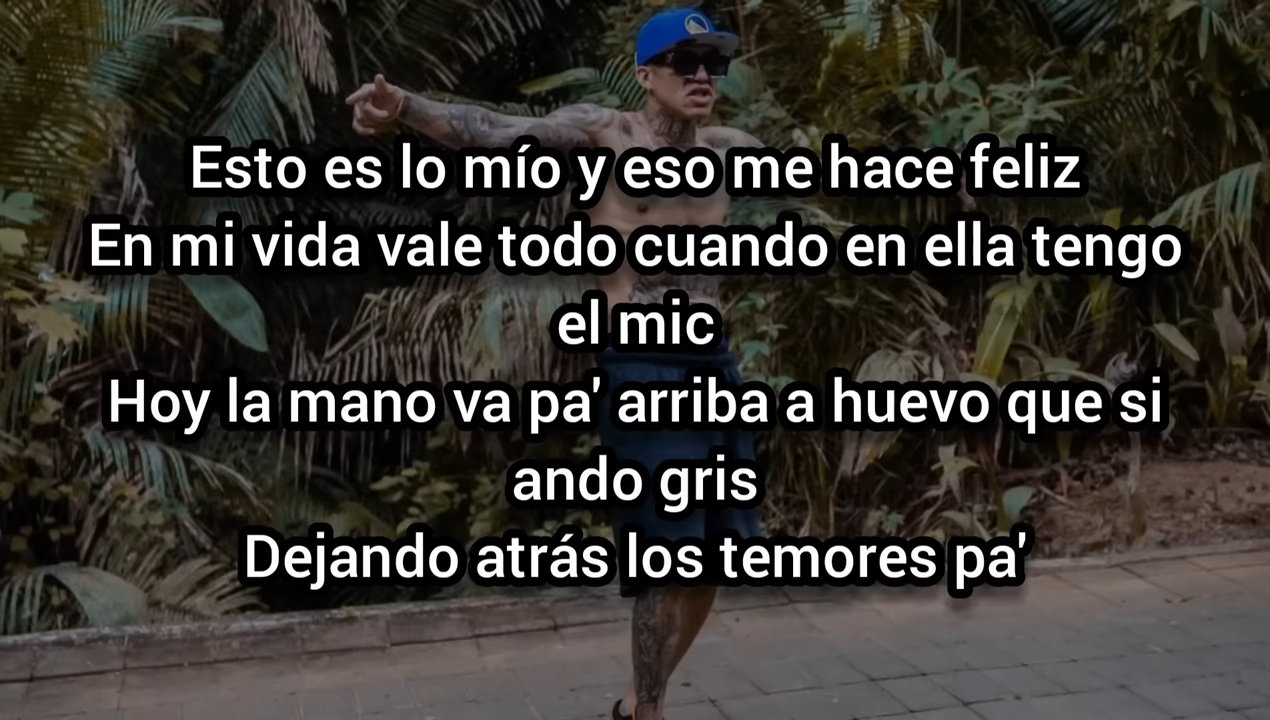 Esto es lo mío y eso me hace feliz
En mi vida vale todo cuando en ella tengo
el mic
Hoy la mano va pa' arriba a huevo que si
ando gris
Dejando atrás los temores pa'